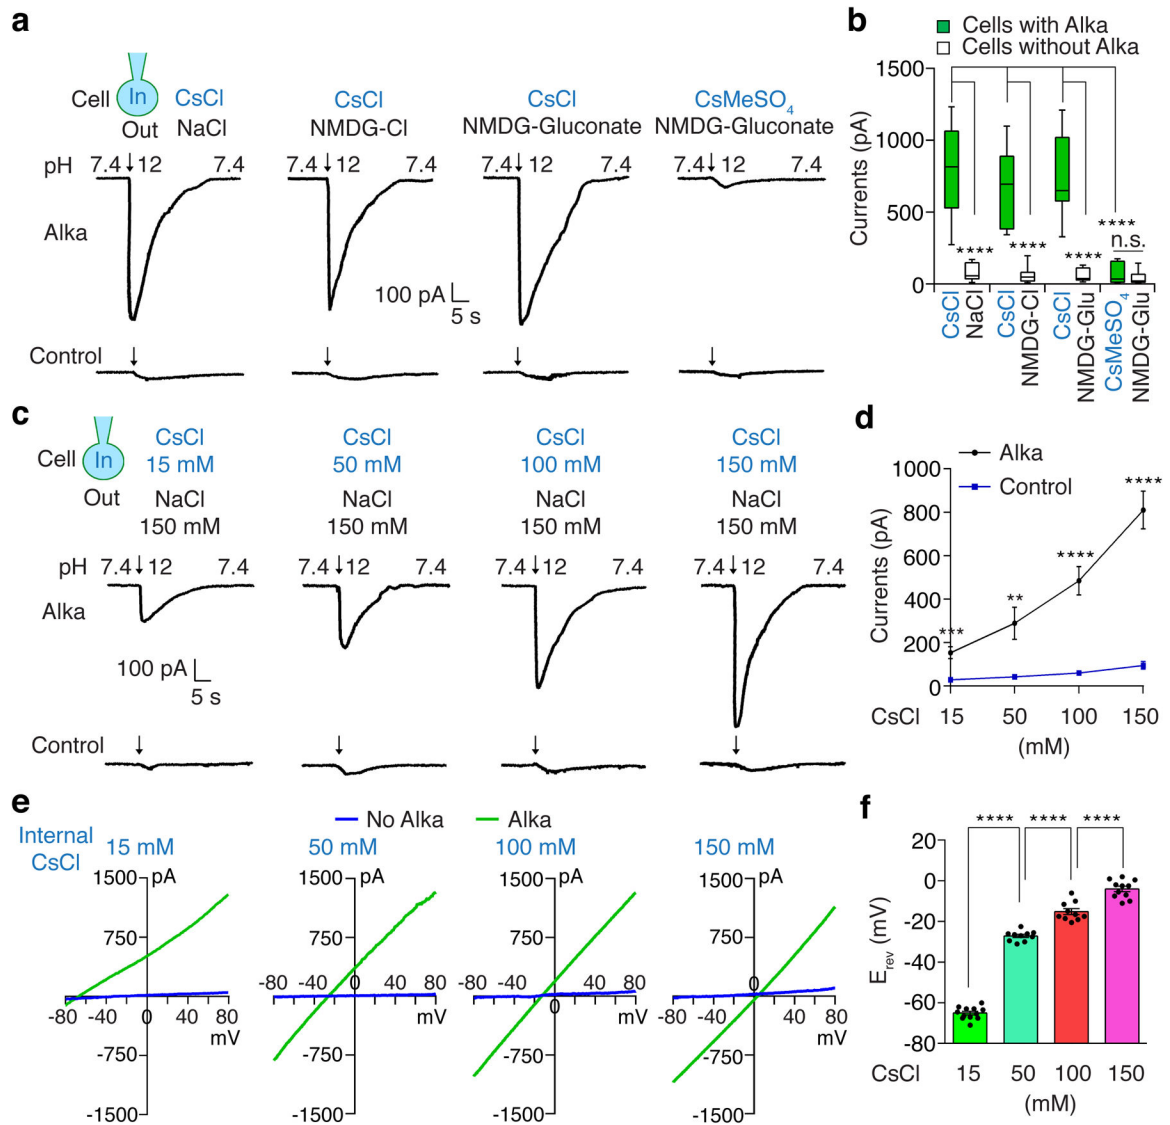 a
Cell In CsCl CsCl CsCl CsMeSO4
Out NaCl NMDG-Cl NMDG-Gluconate NMDG-Gluconate
pH 7.4 12 7.4 7.4 12 7.4 7.4 12 7.4 7.4 12 7.4
Alka
100 pA
5 s
Control
b
Cells with Alka
Cells without Alka
Currents (pA)
1500
1000
500
0
**** **** **** ****
n.s.
CsCl
NaCl
CsCl
NMDG-Cl
CsCl
NMDG-Glu
CsMeSO4
NMDG-Glu
c
Cell In CsCl CsCl CsCl CsCl
15 mM 50 mM 100 mM 150 mM
Out NaCl NaCl NaCl NaCl
150 mM 150 mM 150 mM 150 mM
pH 7.4 12 7.4 7.4 12 7.4 7.4 12 7.4 7.4 12 7.4
Alka
100 pA
5 s
Control
d
Alka
Control
Currents (pA)
1000
800
600
400
200
0
*** ** **** ****
CsCl 15 50 100 150
(mM)
e
No Alka Alka
Internal CsCl
15 mM 50 mM 100 mM 150 mM
1500 pA 1500 pA 1500 pA 1500 pA
750 750 750 750
-80 -40 0 40 80 mV
-80 -40 0 40 80 mV
-80 -40 0 40 80 mV
-80 -40 0 40 80 mV
-750 -750 -750 -750
-1500 -1500 -1500 -1500
f
**** **** ****
Erev (mV)
20
0
-20
-40
-60
-80
CsCl 15 50 100 150
(mM)